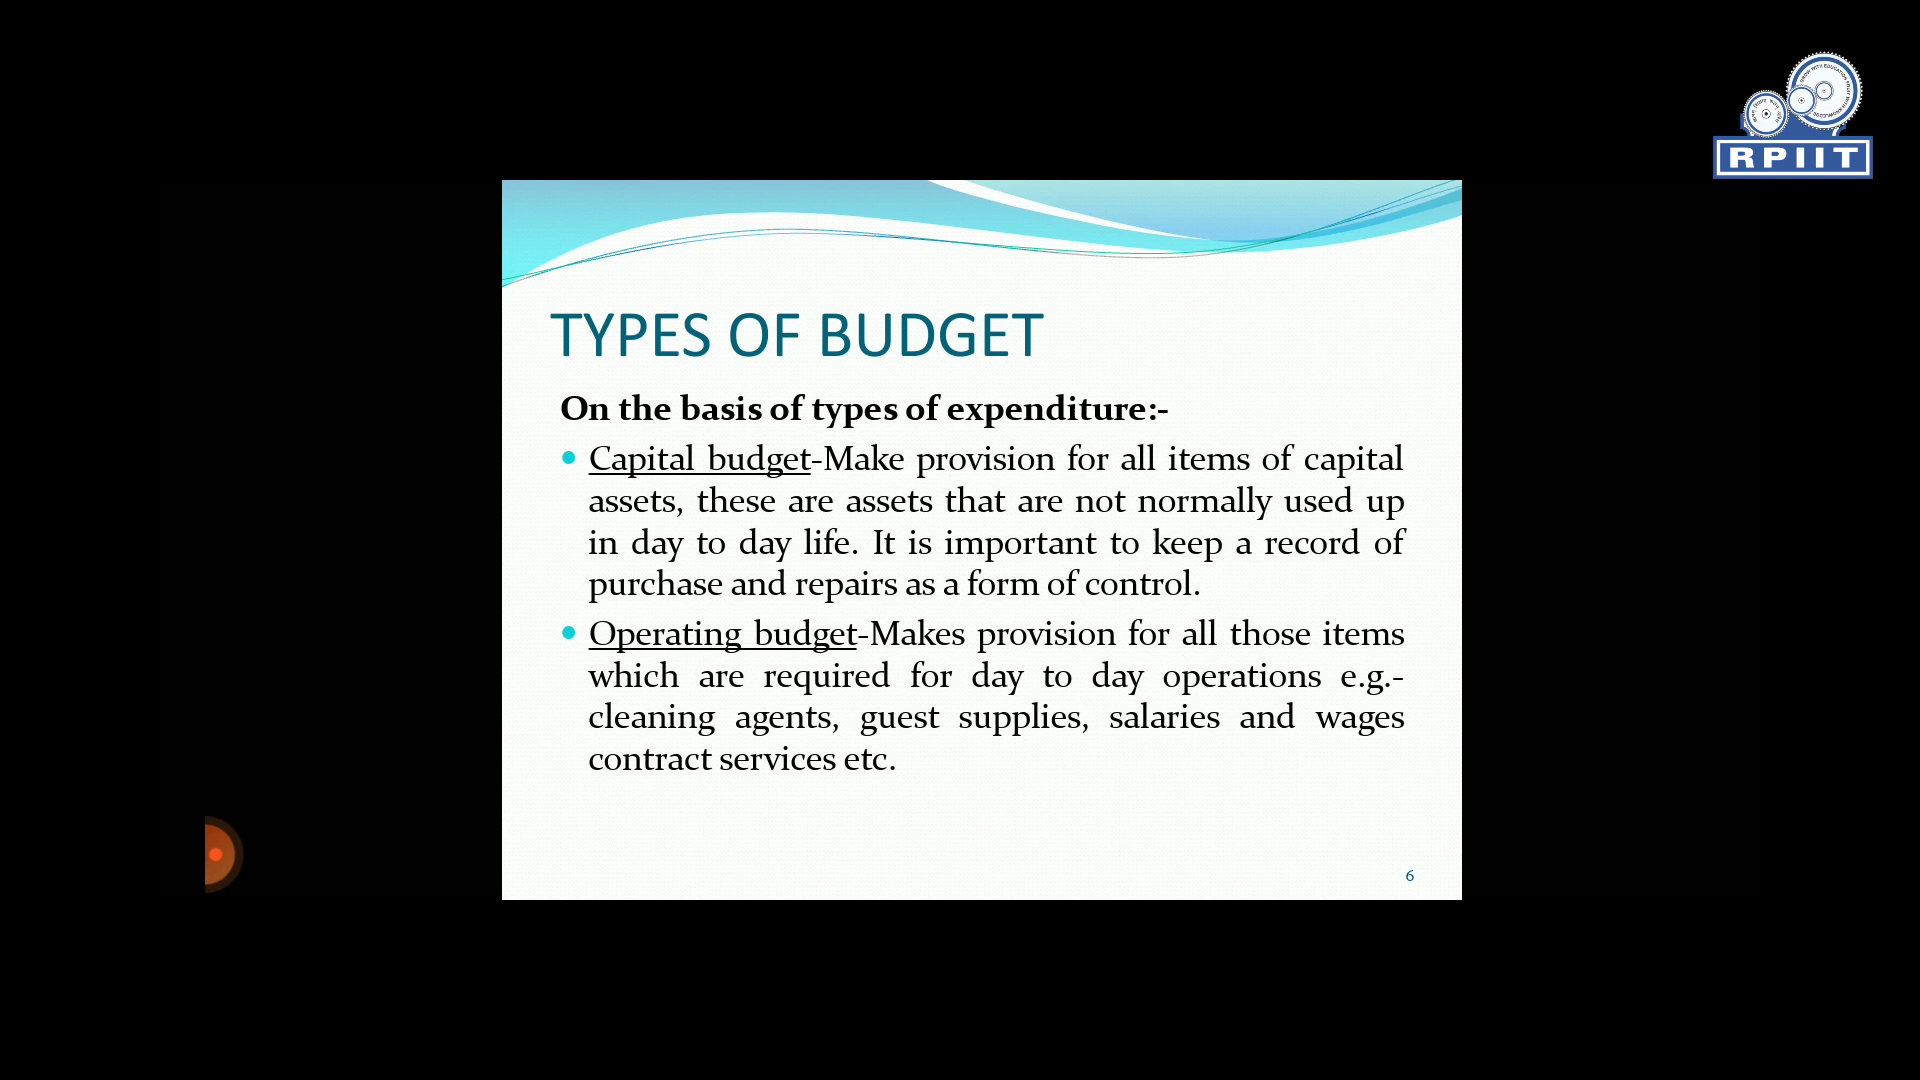 RPIIT
TYPES OF BUDGET
On the basis of types of expenditure:-
Capital budget-Make provision for all items of capital
assets, these are assets that are not normally used up
in day to day life. It is important to keep a record of
purchase and repairs as a form of control.
Operating budget-Makes provision for all those items
which are required for day to day operations e.g.-
cleaning agents, guest supplies, salaries and wages
contract services etc.
6